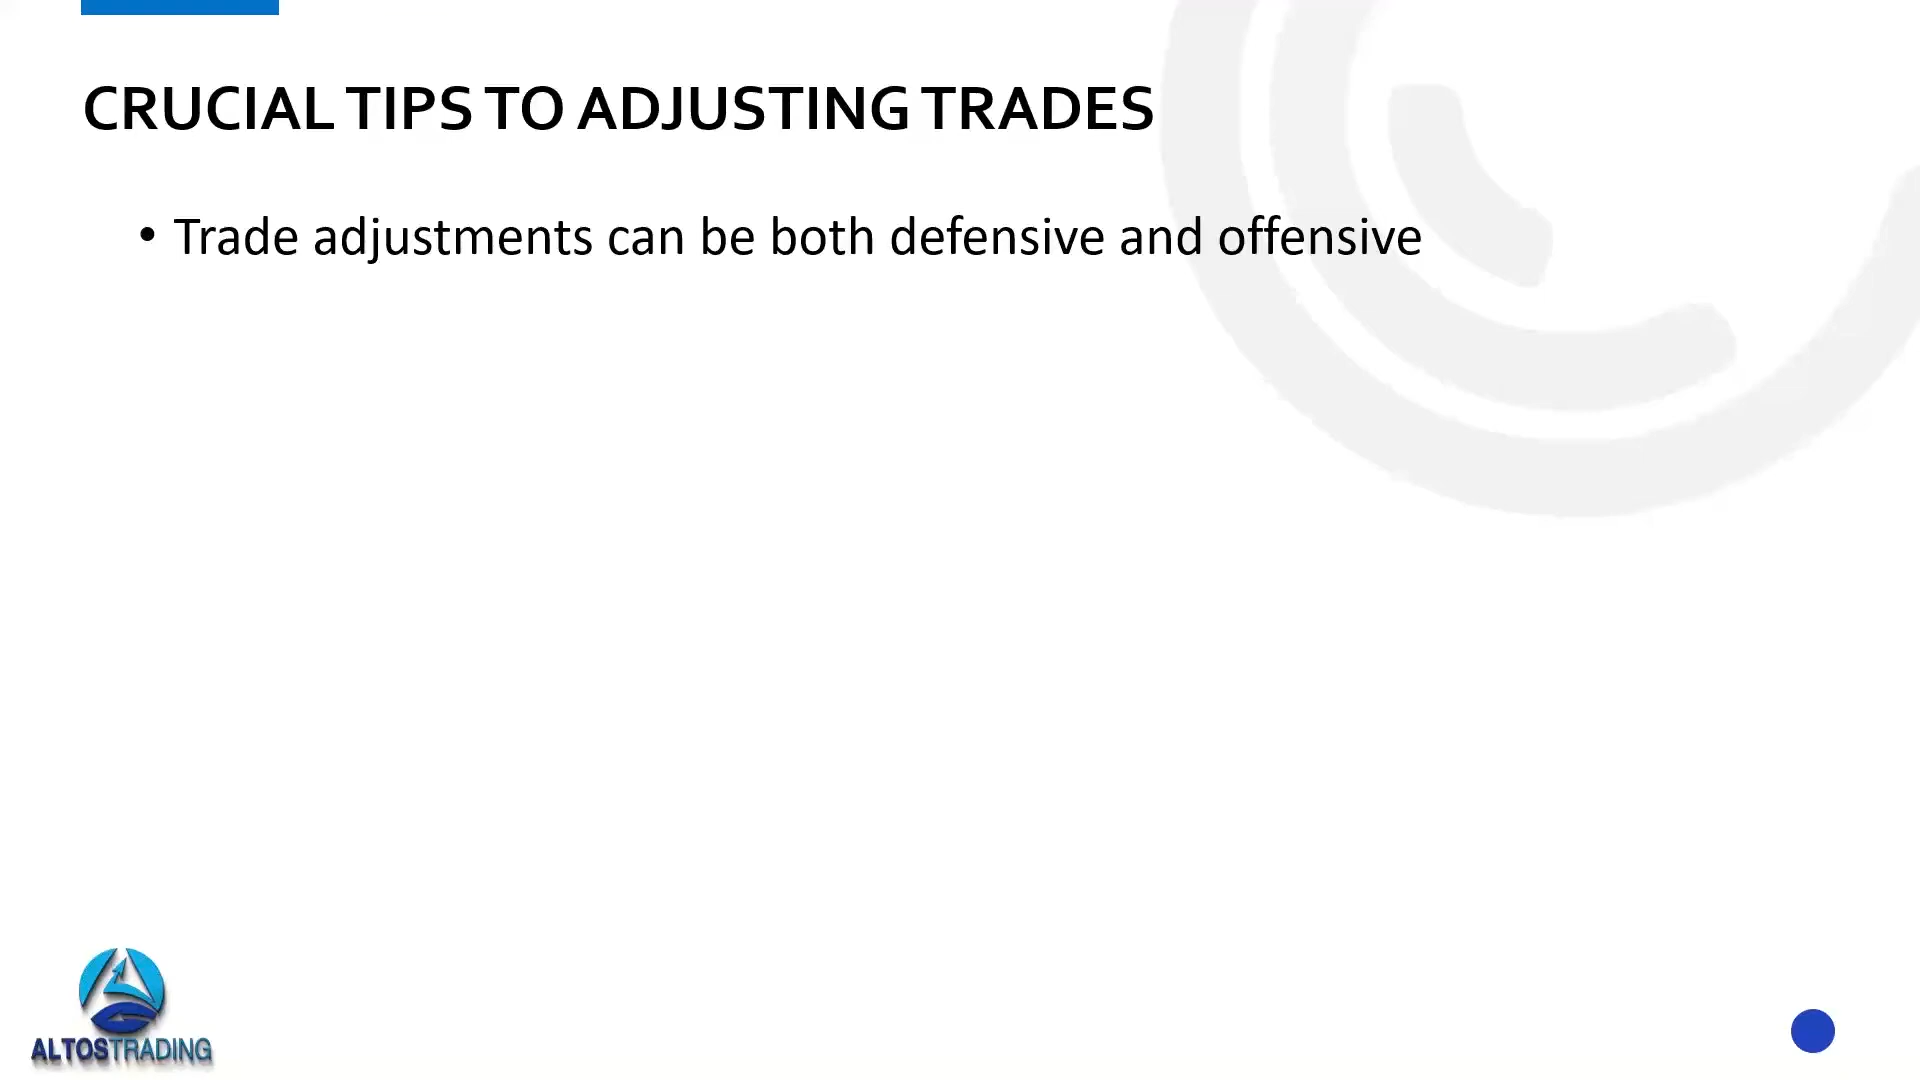 CRUCIAL TIPS TO ADJUSTING TRADES
• Trade adjustments can be both defensive and offensive
ALTOSTRADING